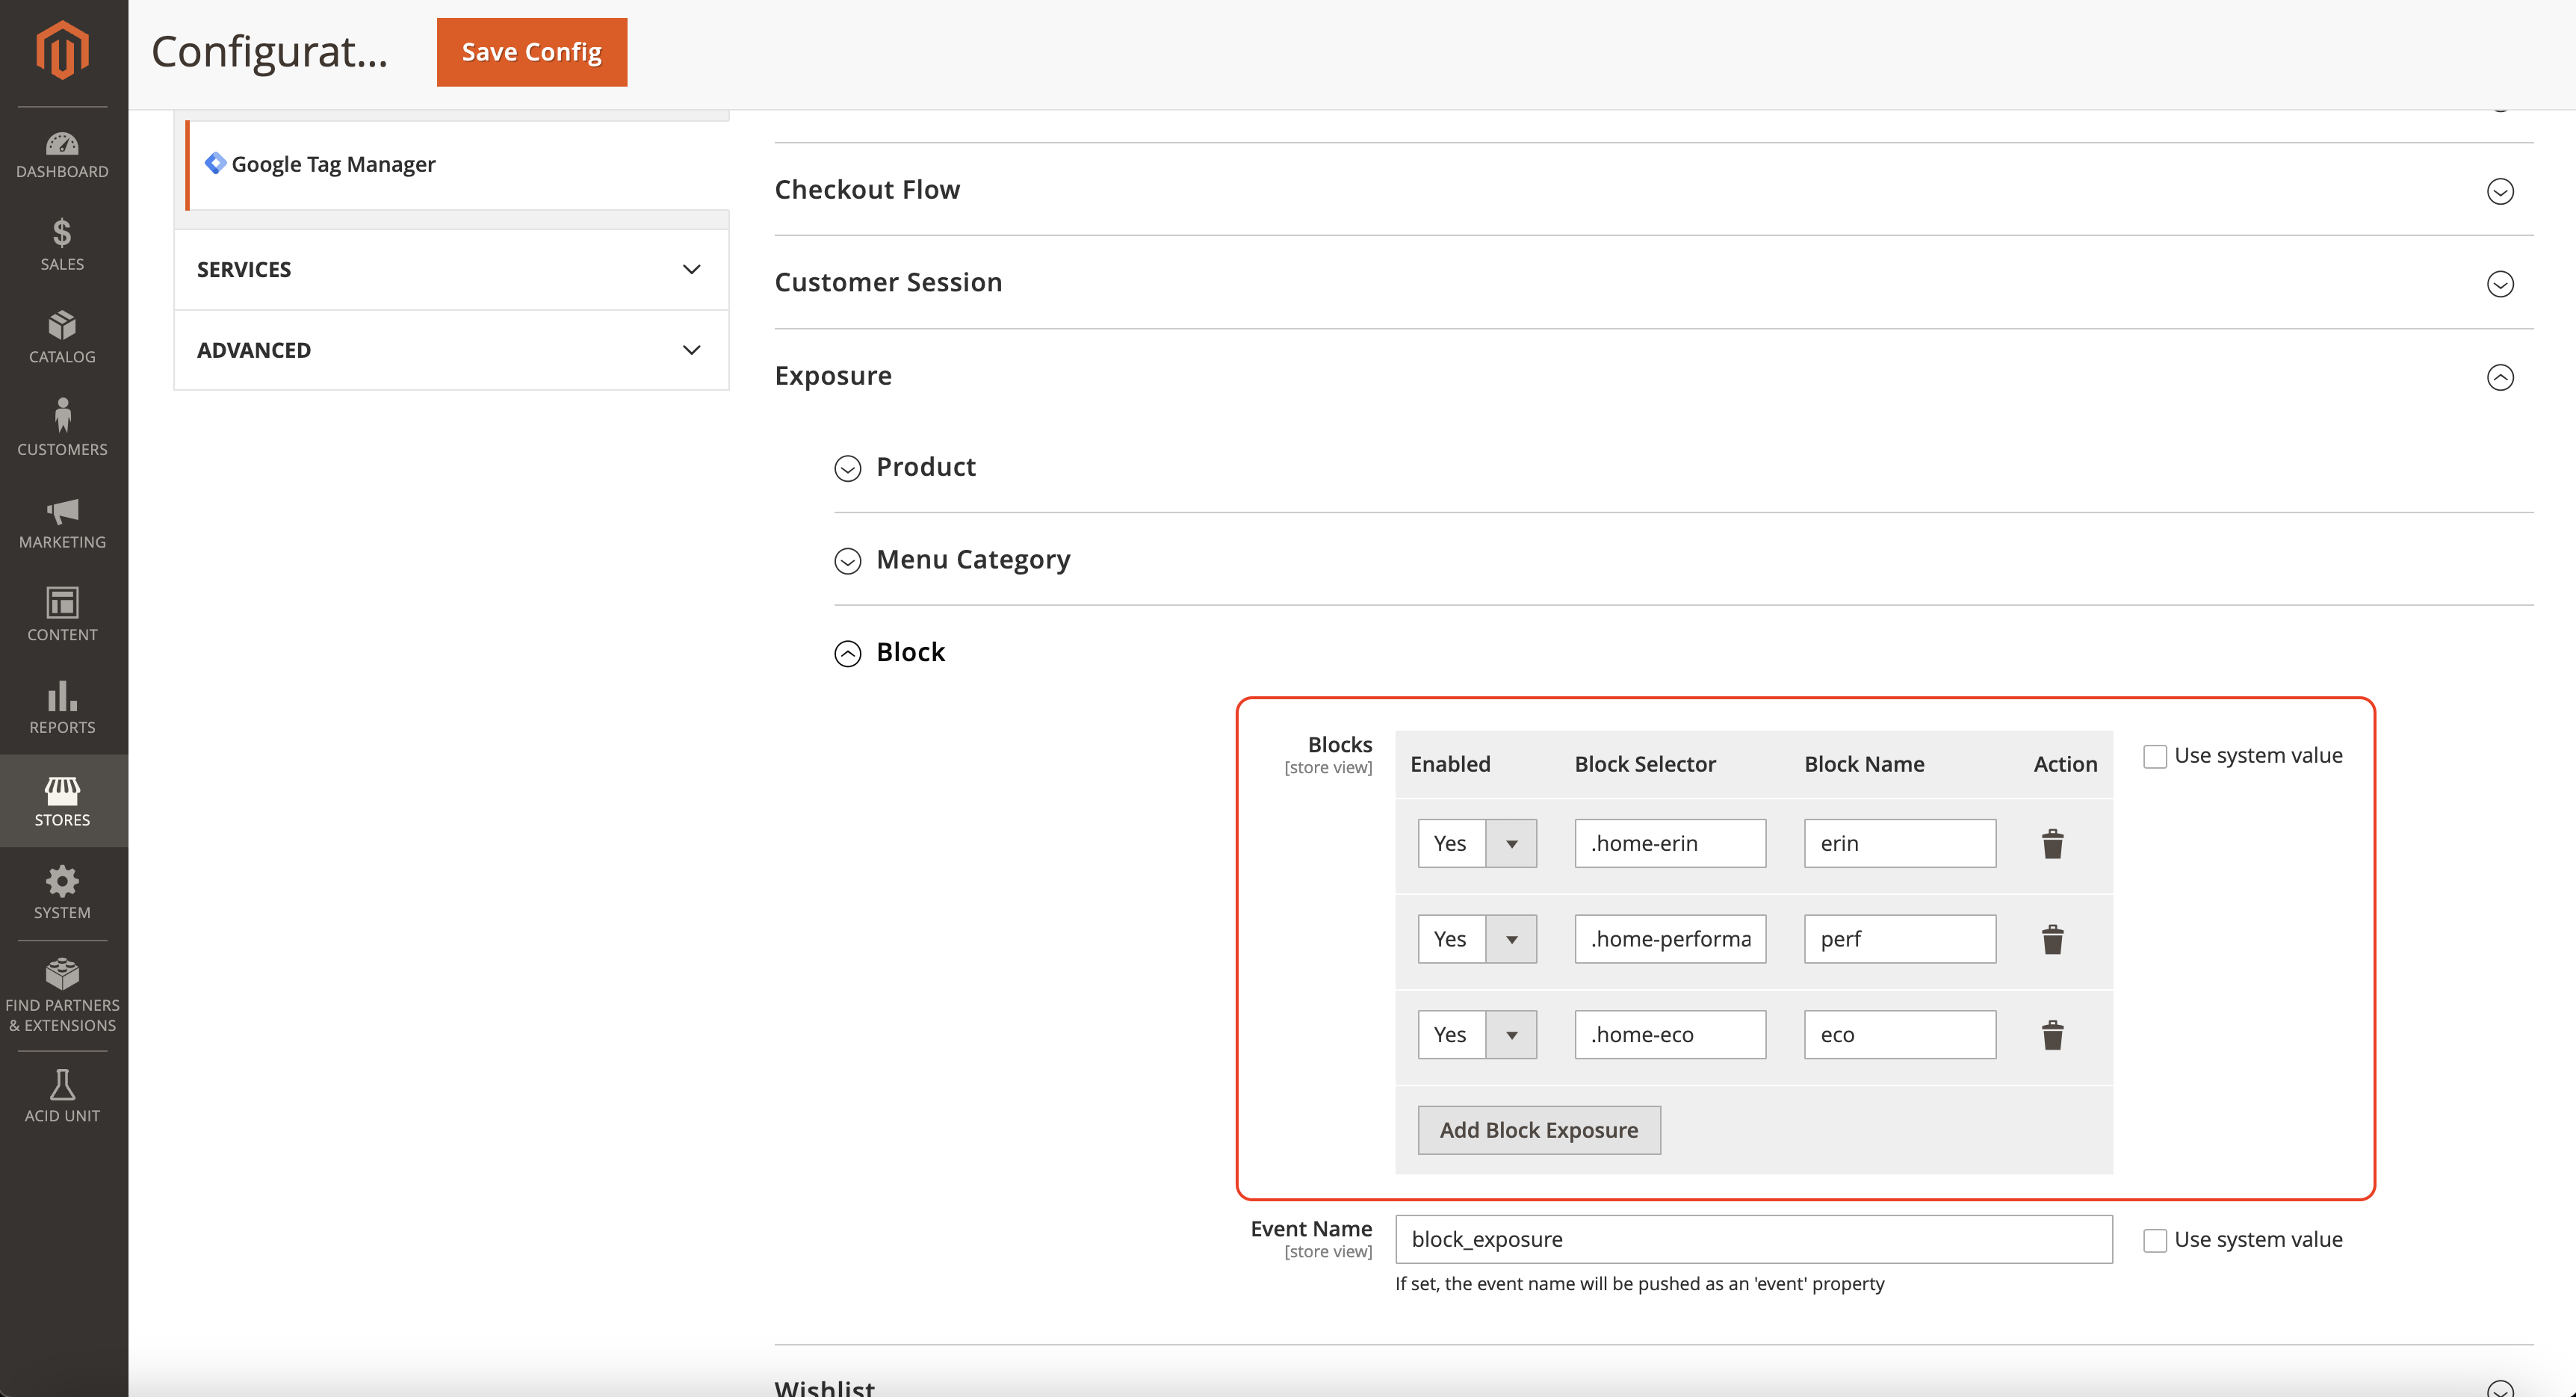 Configurat...
Save Config
DASHBOARD
SALES
CATALOG
CUSTOMERS
MARKETING
CONTENT
REPORTS
STORES
SYSTEM
FIND PARTNERS
& EXTENSIONS
ACID UNIT
Google Tag Manager
SERVICES
ADVANCED
Checkout Flow
Customer Session
Exposure
Product
Menu Category
Block
Blocks
[store view]
Enabled Block Selector Block Name Action
Use system value
Yes .home-erin erin
Yes .home-performa perf
Yes .home-eco eco
Add Block Exposure
Event Name
[store view]
block_exposure
Use system value
If set, the event name will be pushed as an 'event' property
Wishlist